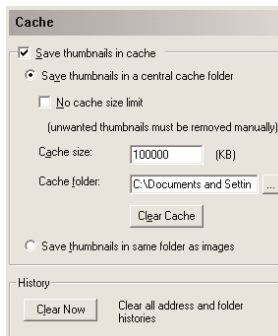 Cache
Save thumbnails in cache
Save thumbnails in a central cache folder
No cache size limit
(unwanted thumbnails must be removed manually)
Cache size: 100000 (KB)
Cache folder: C:\Documents and Settin ...
Clear Cache
Save thumbnails in same folder as images
History
Clear Now Clear all address and folder
histories